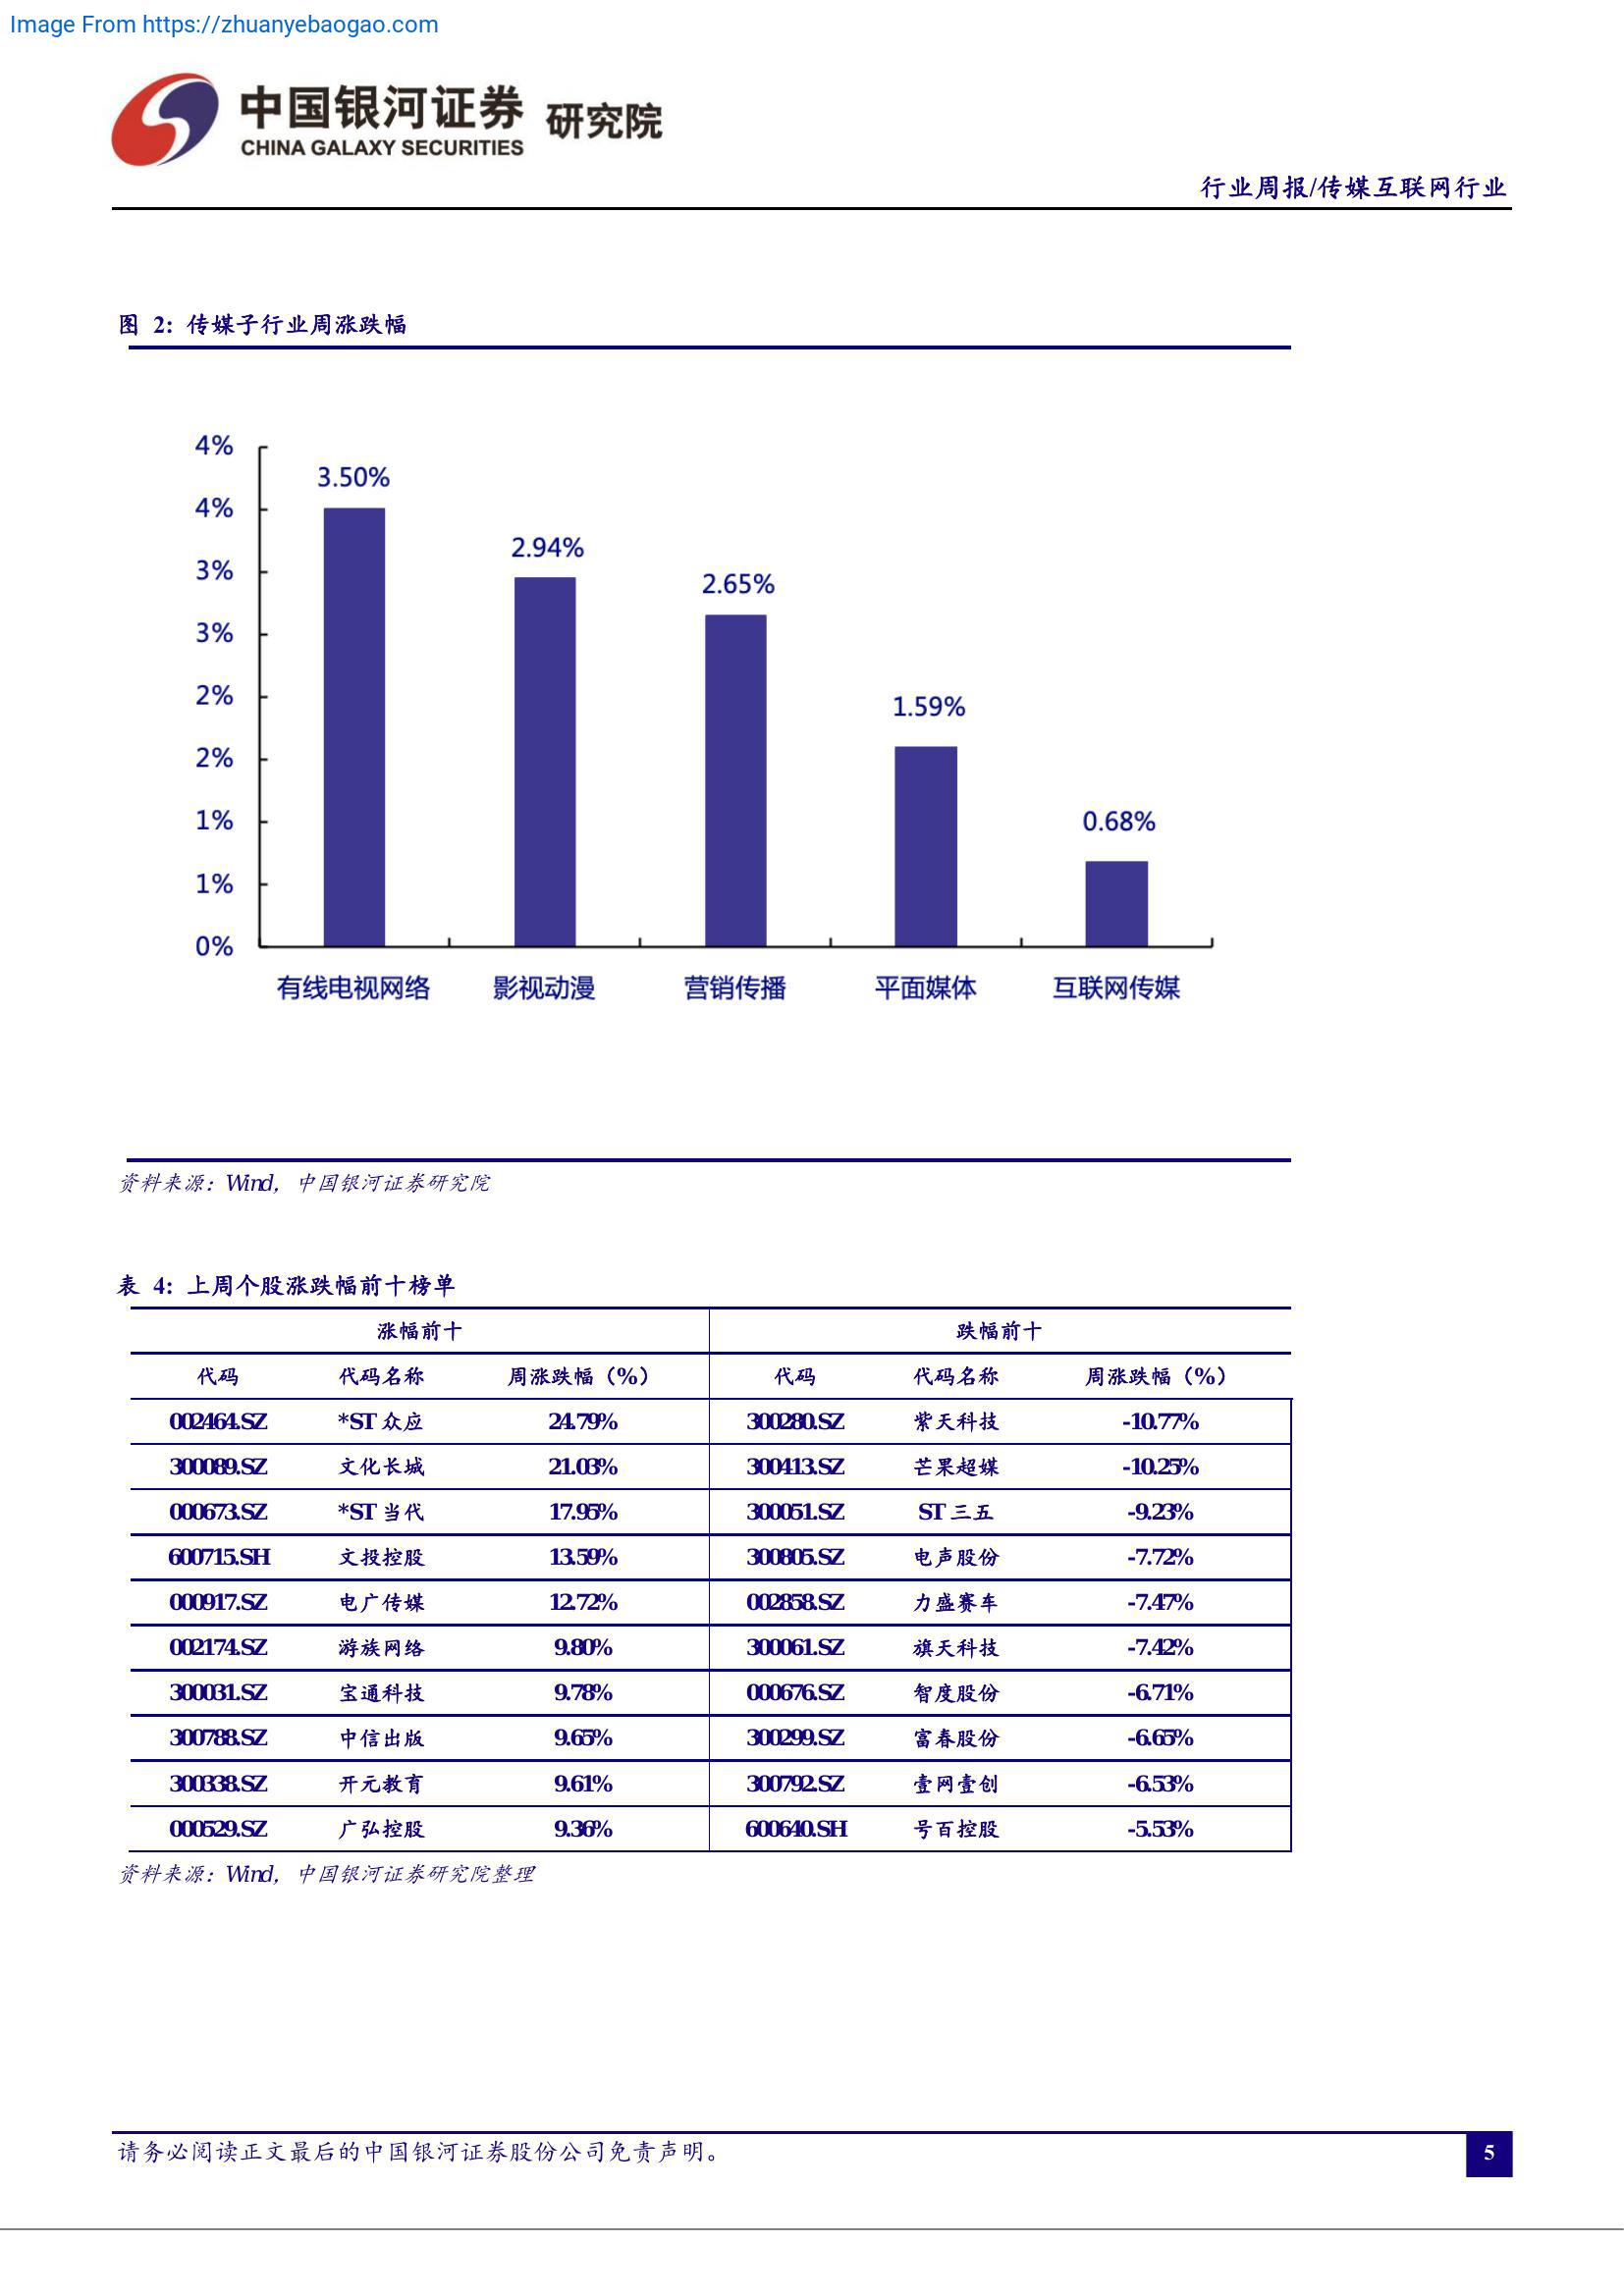 Image From https://zhuanyebaogao.com
中国银河证券 研究院
CHINA GALAXY SECURITIES
行业周报/传媒互联网行业
图 2: 传媒子行业周涨跌幅
4%
3.50%
4%
2.94%
3%
2.65%
3%
2%
1.59%
2%
1%
0.68%
1%
0%
有线电视网络 影视动漫 营销传播 平面媒体 互联网传媒
资料来源：Wind，中国银河证券研究院
表 4: 上周个股涨跌幅前十榜单
涨幅前十 跌幅前十
代码 代码名称 周涨跌幅（%） 代码 代码名称 周涨跌幅（%）
002464.SZ *ST 众应 24.79% 300280.SZ 紫天科技 -10.77%
300089.SZ 文化长城 21.03% 300413.SZ 芒果超媒 -10.25%
000673.SZ *ST 当代 17.95% 300051.SZ ST 三五 -9.23%
600715.SH 文投控股 13.59% 300805.SZ 电声股份 -7.72%
000917.SZ 电广传媒 12.72% 002858.SZ 力盛赛车 -7.47%
002174.SZ 游族网络 9.80% 300061.SZ 旗天科技 -7.42%
300031.SZ 宝通科技 9.78% 000676.SZ 智度股份 -6.71%
300788.SZ 中信出版 9.65% 300299.SZ 富春股份 -6.65%
300338.SZ 开元教育 9.61% 300792.SZ 壹网壹创 -6.53%
000529.SZ 广弘控股 9.36% 600640.SH 号百控股 -5.53%
资料来源：Wind，中国银河证券研究院整理
请务必阅读正文最后的中国银河证券股份公司免责声明。
5